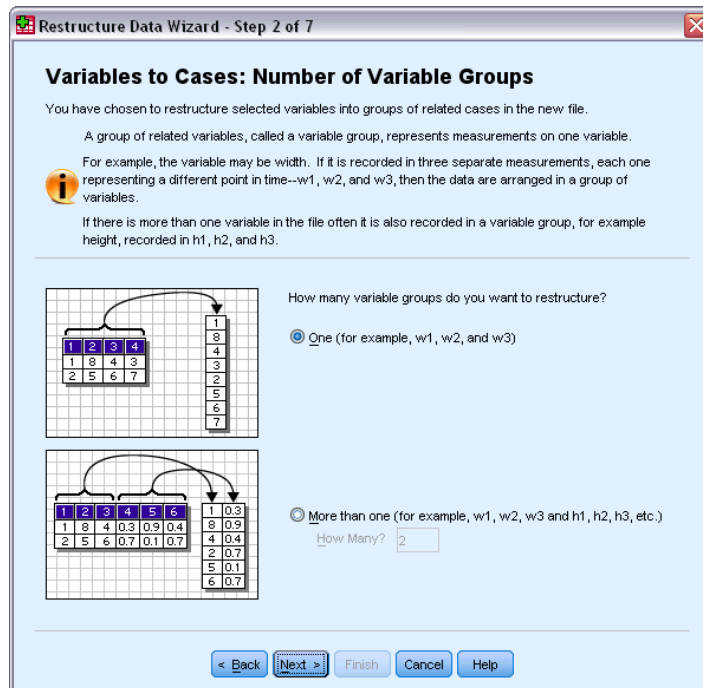 Restructure Data Wizard - Step 2 of 7
Variables to Cases: Number of Variable Groups
You have chosen to restructure selected variables into groups of related cases in the new file.
A group of related variables, called a variable group, represents measurements on one variable.
For example, the variable may be width. If it is recorded in three separate measurements, each one
representing a different point in time--w1, w2, and w3, then the data are arranged in a group of
variables.
If there is more than one variable in the file often it is also recorded in a variable group, for example
height, recorded in h1, h2, and h3.
How many variable groups do you want to restructure?
1 2 3 4
1 8 4 3
2 5 6 7
1
8
4
3
2
5
6
7
One (for example, w1, w2, and w3)
1 2 3 4 5 6
1 8 4 0.3 0.9 0.4
2 5 6 0.7 0.1 0.7
1 0.3
8 0.9
4 0.4
2 0.7
5 0.1
6 0.7
More than one (for example, w1, w2, w3 and h1, h2, h3, etc.)
How Many? 2
< Back Next > Finish Cancel Help